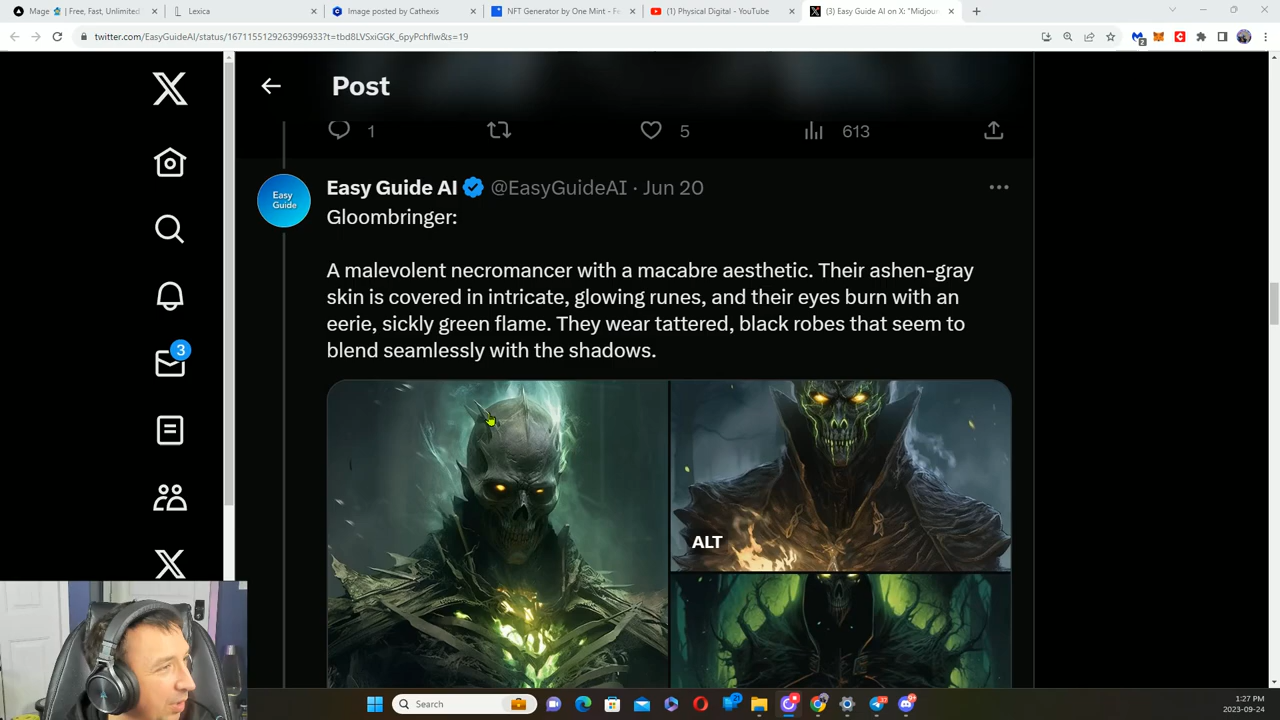 Mage | Free, Fast, Unlimited
Lexica
Image posted by Cathexis
NFT Generator by One Mint - Fe
(1) Physical Digital - YouTube
(3) Easy Guide AI on X: "Midjour
twitter.com/EasyGuideAI/status/1671155129263996933?t=tbd8LVSxiGGK_6pyPchflw&s=19
2
Post
1
5
613
Easy Guide AI @EasyGuideAI · Jun 20
Easy
Guide
Gloombringer:
A malevolent necromancer with a macabre aesthetic. Their ashen-gray
skin is covered in intricate, glowing runes, and their eyes burn with an
eerie, sickly green flame. They wear tattered, black robes that seem to
blend seamlessly with the shadows.
3
ALT
Search
1:27 PM
2023-09-24